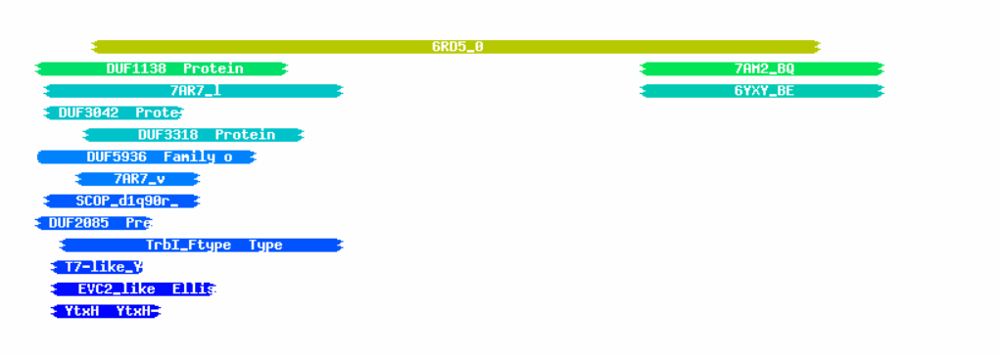 6RD5_0
DUF1138 Protein 7AM2_BQ
7AR7_l 6YXY_BE
DUF3042 Prote
DUF3318 Protein
DUF5936 Family o
7AR7_v
SCOP_d1q90r_
DUF2085 Pre
TrbI_Ftype Type
T7-like_Y
EVC2_like Ellis
YtxH YtxH-